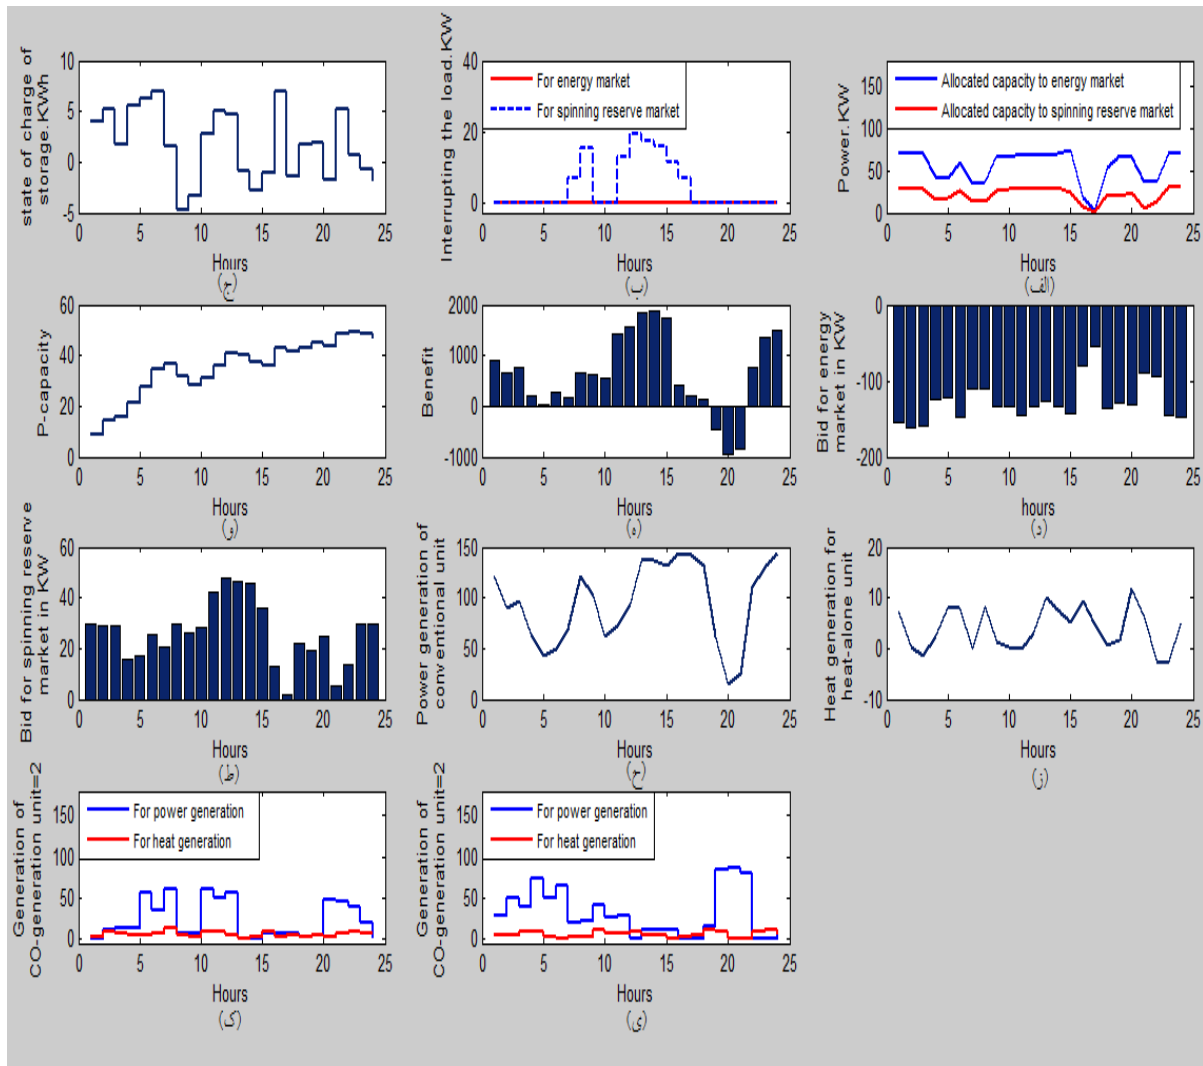 state of charge of
storage.KWh
10
5
0
-5
0 5 10 15 20 25
Hours
(ج)
Interrupting the load.KW
40
20
0
For energy market
For spinning reserve market
0 5 10 15 20 25
Hours
(ب)
Power.KW
150
100
50
0
Allocated capacity to energy market
Allocated capacity to spinning reserve market
0 5 10 15 20 25
Hours
(الف)
P-capacity
60
40
20
0
0 5 10 15 20 25
Hours
(و)
Benefit
2000
1000
0
-1000
0 5 10 15 20 25
Hours
(ه)
Bid for energy
market in KW
0
-100
-200
0 5 10 15 20 25
hours
(د)
Bid for spinning reserve
market in KW
60
40
20
0
0 5 10 15 20 25
Hours
(ط)
Power generation of
conventional unit
150
100
50
0
0 5 10 15 20 25
Hours
(ح)
Heat generation for
heat-alone unit
20
10
0
-10
0 5 10 15 20 25
Hours
(ز)
Generation of
CO-generation unit=2
150
100
50
0
For power generation
For heat generation
0 5 10 15 20 25
Hours
(ک)
Generation of
CO-generation unit=2
150
100
50
0
For power generation
For heat generation
0 5 10 15 20 25
Hours
(ی)